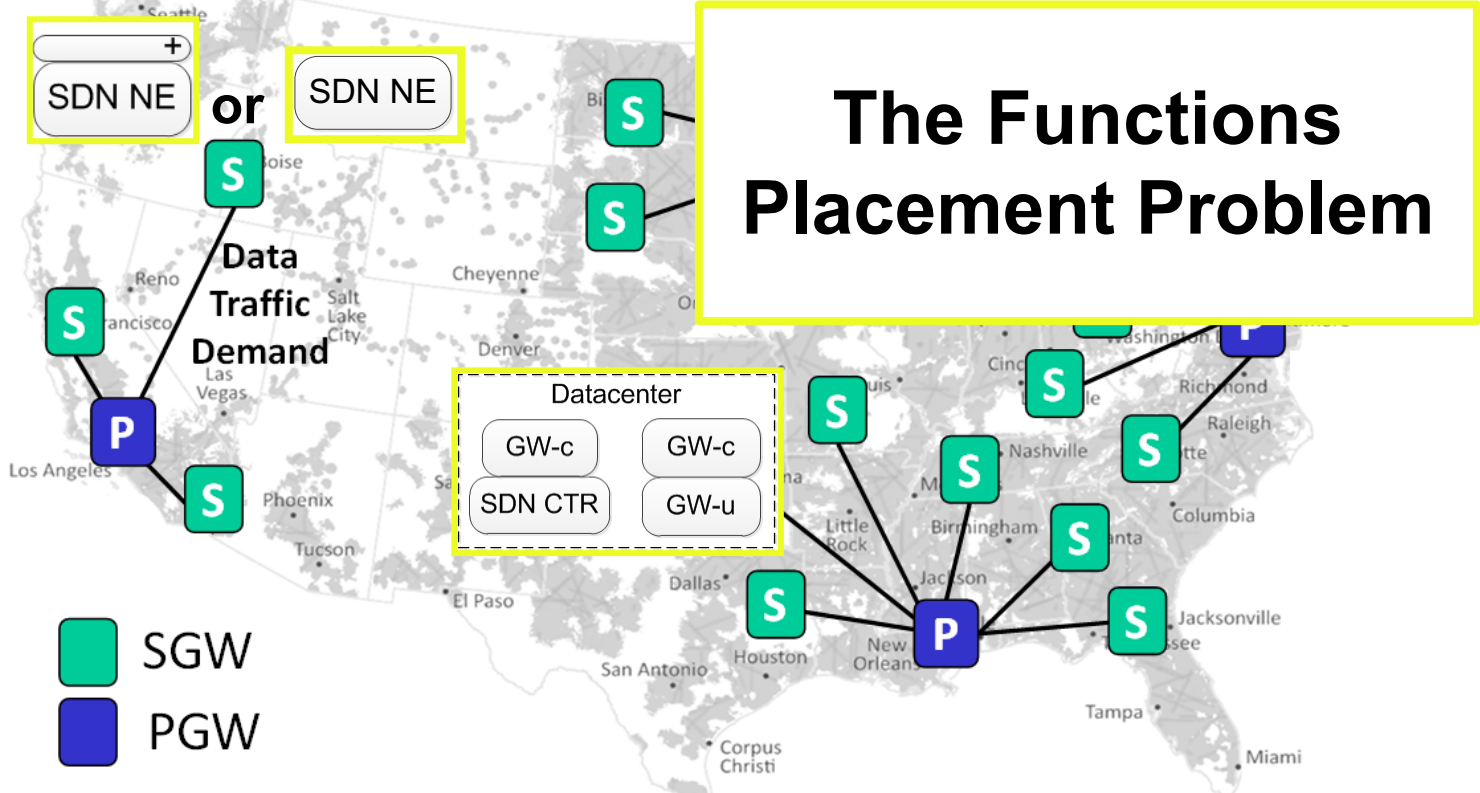 Seattle
+
SDN NE
or
SDN NE
The Functions
Placement Problem
S
Boise
S
S
Data
Traffic
Demand
Reno
Salt
Lake
City
Cheyenne
Denver
S
Las
Vegas
P
Los Angeles
S
Phoenix
Tucson
El Paso
Datacenter
GW-c
GW-c
SDN CTR
GW-u
S
S
P
Richmond
Raleigh
S
Nashville
S
Columbia
Little
Rock
Birmingham
S
Dallas
Jackson
S
P
S
Jacksonville
New
Orleans
Houston
San Antonio
Tampa
Miami
Corpus
Christi
SGW
PGW